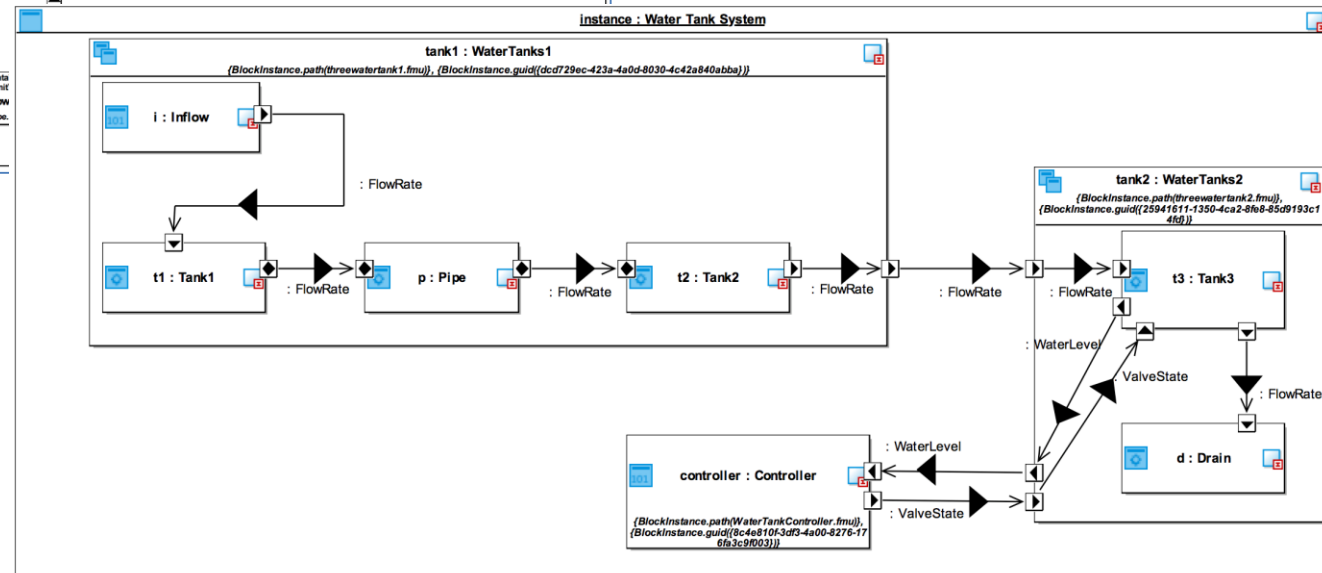 instance : Water Tank System
tank1 : WaterTanks1
{BlockInstance.path(threewatertank1.fmu)}, {BlockInstance.guid({dcd729ec-423a-4a0d-8030-4c42a840abba})}
i : Inflow
: FlowRate
t1 : Tank1
: FlowRate
p : Pipe
: FlowRate
t2 : Tank2
: FlowRate
: FlowRate
tank2 : WaterTanks2
{BlockInstance.path(threewatertank2.fmu)},
{BlockInstance.guid({25941611-1350-4ca2-8fe8-85d9193c1
4fd})}
: FlowRate
t3 : Tank3
: WaterLevel
: ValveState
: FlowRate
d : Drain
: WaterLevel
: ValveState
controller : Controller
{BlockInstance.path(WaterTankController.fmu)},
{BlockInstance.guid({8c4e810f-3df3-4a00-8276-17
6fa3c9f003})}
101
101